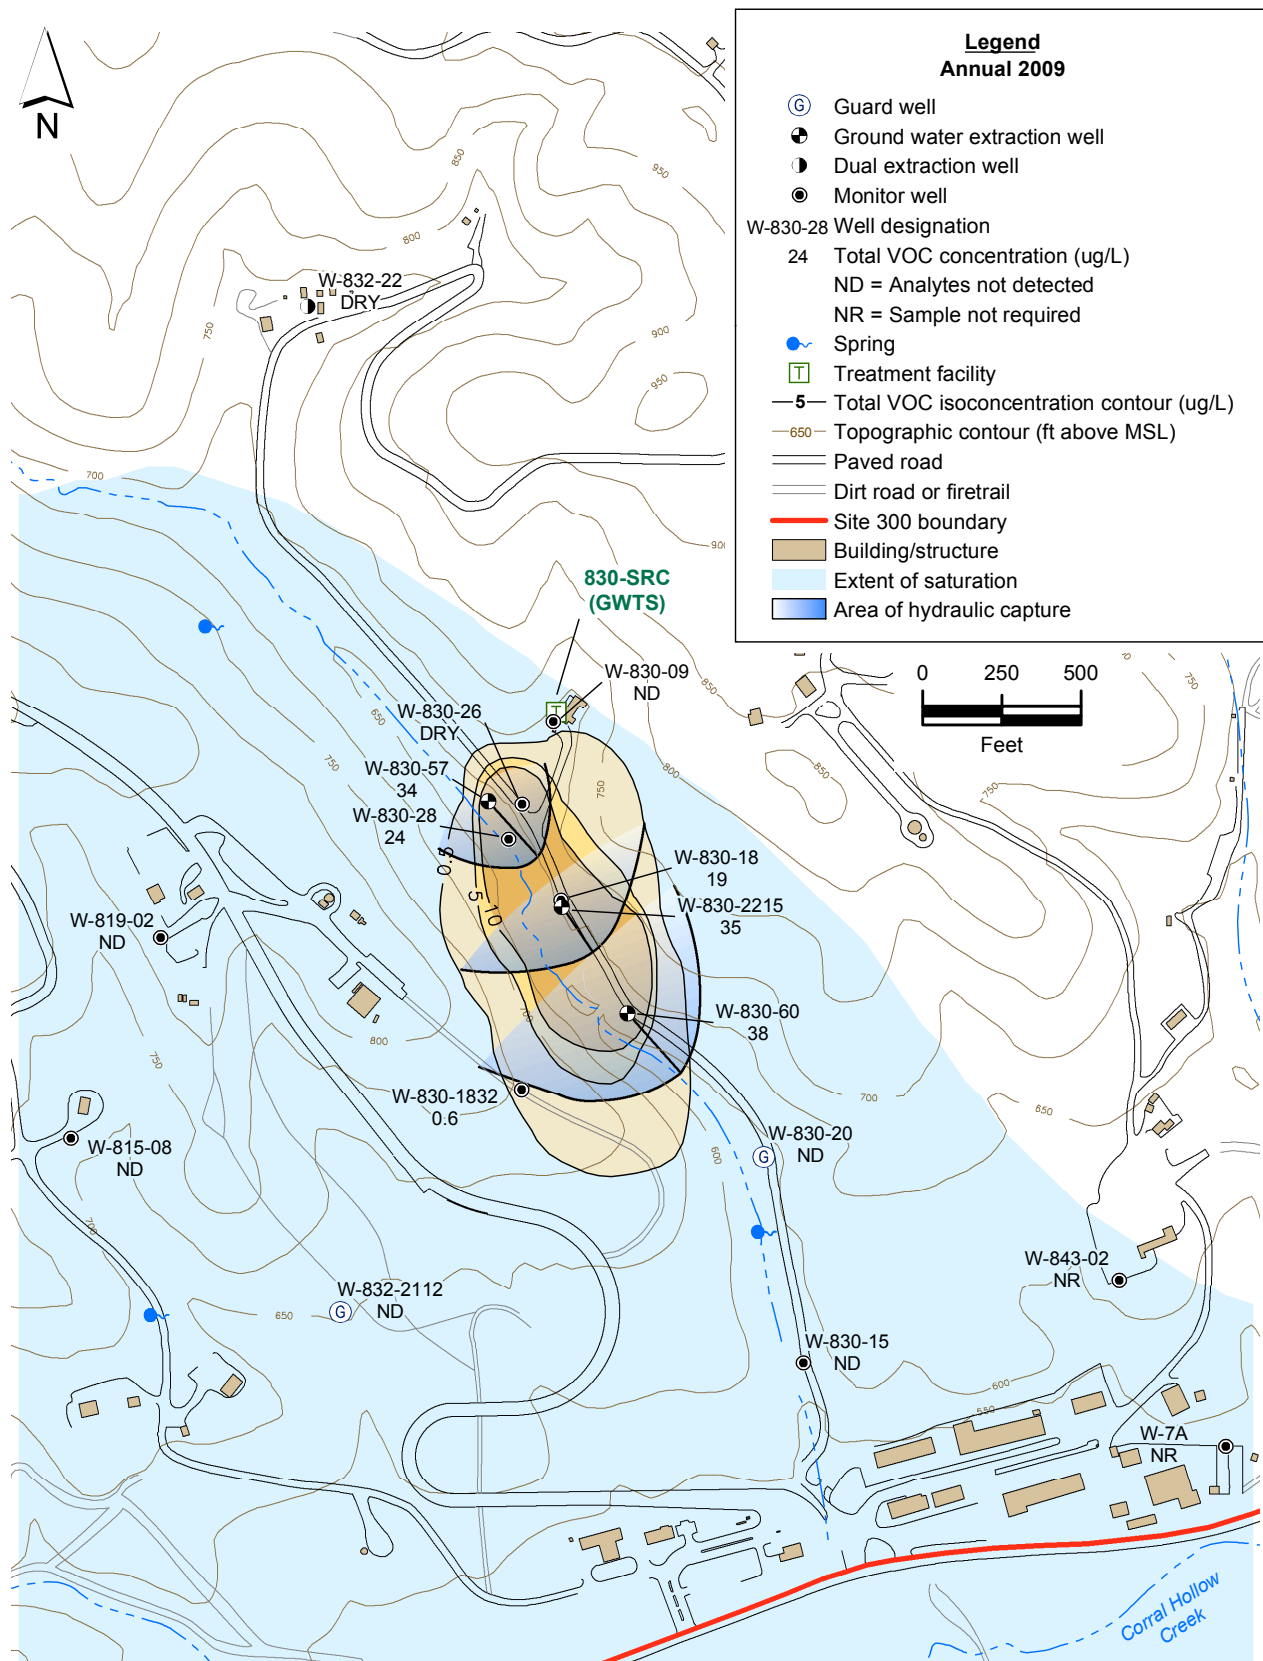 Legend
Annual 2009
G Guard well
Ground water extraction well
Dual extraction well
Monitor well
W-830-28 Well designation
24 Total VOC concentration (ug/L)
ND = Analytes not detected
NR = Sample not required
Spring
T Treatment facility
5 Total VOC isoconcentration contour (ug/L)
650 Topographic contour (ft above MSL)
Paved road
Dirt road or firetrail
Site 300 boundary
Building/structure
Extent of saturation
Area of hydraulic capture
0 250 500
Feet
N
850
950
800
W-832-22
DRY
750
900
950
700
900
830-SRC
(GWTS)
T
W-830-09
ND
850
750
650
W-830-26
DRY
750
W-830-57
34
800
750
850
750
W-830-28
24
0.5
5
10
W-830-18
19
W-830-2215
35
W-819-02
ND
W-830-60
38
700
800
750
W-830-1832
0.6
700
650
W-815-08
ND
600
W-830-20
ND
G
700
W-843-02
NR
W-832-2112
ND
G
650
W-830-15
ND
600
650
W-7A
NR
Corral Hollow
Creek